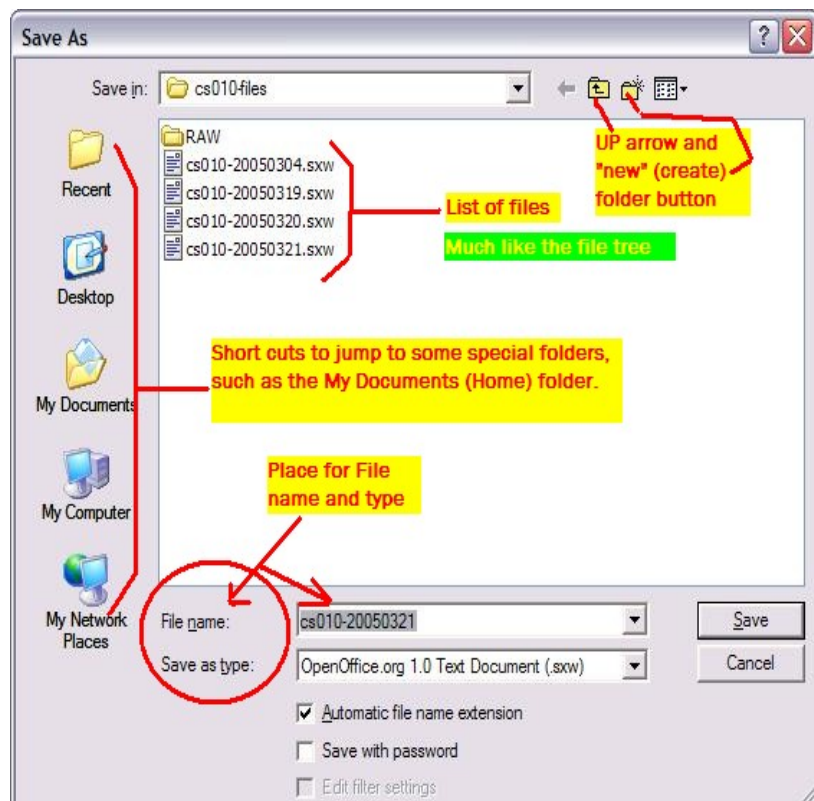 Save As
Save in:
cs010-files
Recent
Desktop
My Documents
My Computer
My Network
Places
RAW
cs010-20050304.sxw
cs010-20050319.sxw
cs010-20050320.sxw
cs010-20050321.sxw
UP arrow and
"new" (create)
folder button
List of files
Much like the file tree
Short cuts to jump to some special folders,
such as the My Documents (Home) folder.
Place for File
name and type
File name:
cs010-20050321
Save
Save as type:
OpenOffice.org 1.0 Text Document (.sxw)
Cancel
Automatic file name extension
Save with password
Edit filter settings